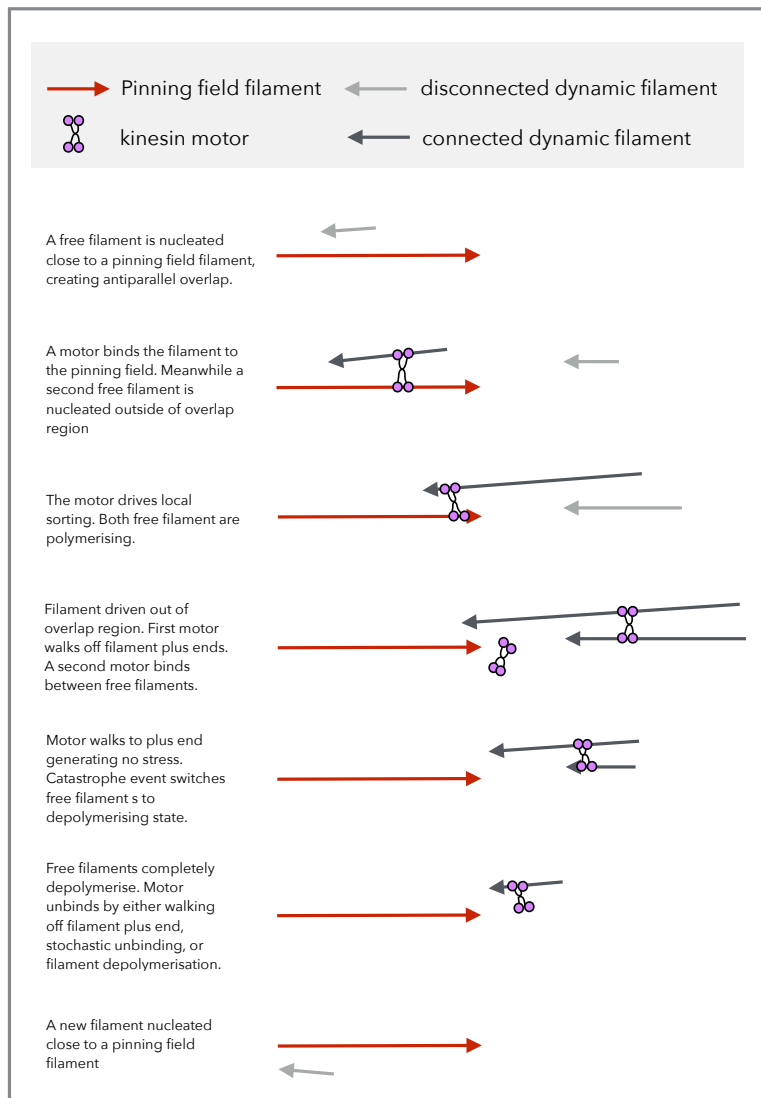 Pinning field filament
disconnected dynamic filament
kinesin motor
connected dynamic filament
A free filament is nucleated
close to a pinning field filament,
creating antiparallel overlap.
A motor binds the filament to
the pinning field. Meanwhile a
second free filament is
nucleated outside of overlap
region
The motor drives local
sorting. Both free filament are
polymerising.
Filament driven out of
overlap region. First motor
walks off filament plus ends.
A second motor binds
between free filaments.
Motor walks to plus end
generating no stress.
Catastrophe event switches
free filament s to
depolymerising state.
Free filaments completely
depolymerise. Motor
unbinds by either walking
off filament plus end,
stochastic unbinding, or
filament depolymerisation.
A new filament nucleated
close to a pinning field
filament